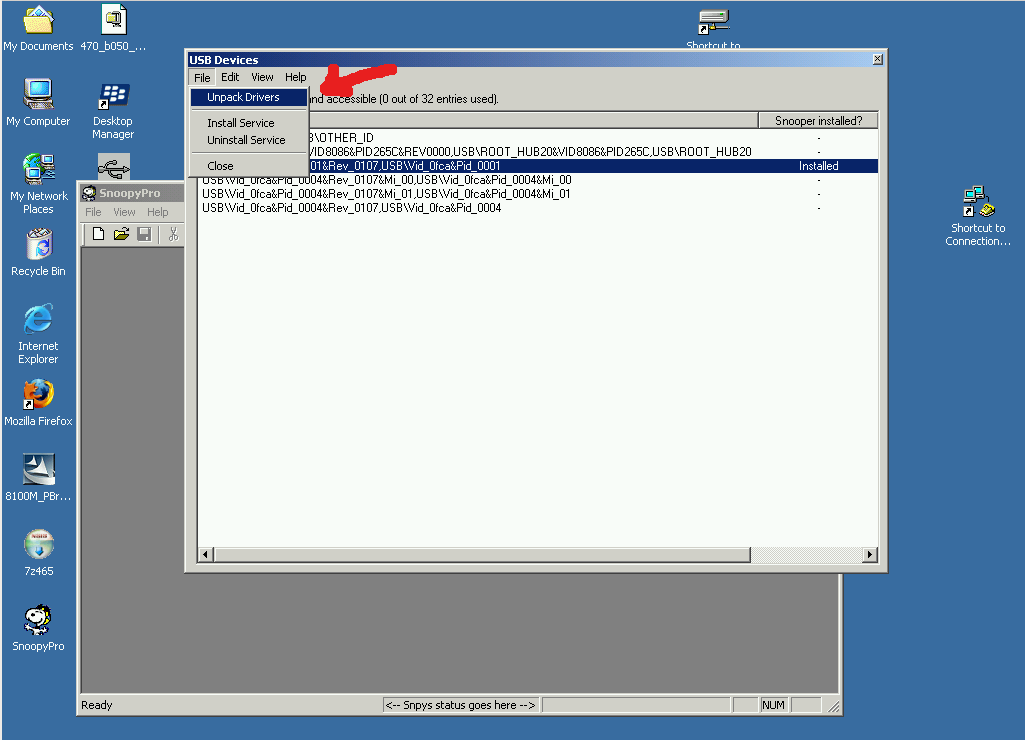 My Documents
470_b050_...
Shortcut to
My Computer
Desktop
Manager
My Network
Places
Recycle Bin
Internet
Explorer
Mozilla Firefox
8100M_PBr...
7z465
SnoopyPro
Shortcut to
Connection...
USB Devices
File Edit View Help
Unpack Drivers
Install Service
Uninstall Service
Close
and accessible (0 out of 32 entries used).
Snooper installed?
B\OTHER_ID -
VID8086&PID265C&REV0000,USB\ROOT_HUB20&VID8086&PID265C,USB\ROOT_HUB20 -
01&Rev_0107,USB\Vid_0fca&Pid_0001 Installed
USB\Vid_0fca&Pid_0004&Rev_0107&Mi_00,USB\Vid_0fca&Pid_0004&Mi_00 -
USB\Vid_0fca&Pid_0004&Rev_0107&Mi_01,USB\Vid_0fca&Pid_0004&Mi_01 -
USB\Vid_0fca&Pid_0004&Rev_0107,USB\Vid_0fca&Pid_0004 -
SnoopyPro
File View Help
Ready
<-- Snpys status goes here -->
NUM